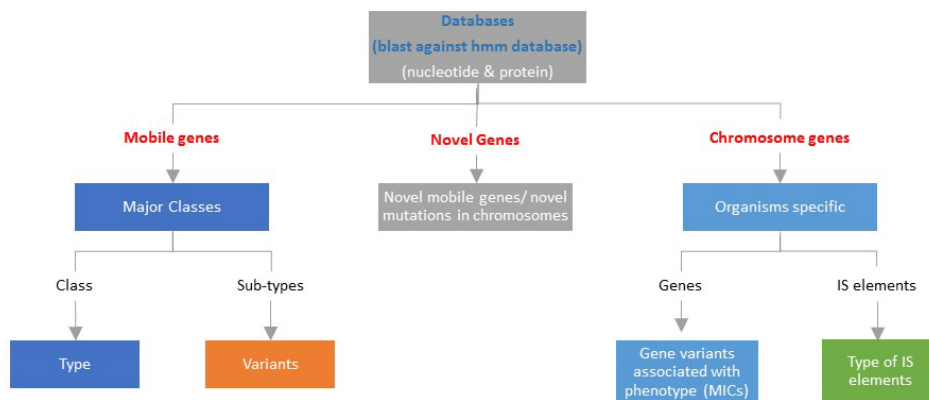 Databases
(blast against hmm database)
(nucleotide & protein)
Mobile genes
Novel Genes
Chromosome genes
Major Classes
Novel mobile genes/ novel
mutations in chromosomes
Organisms specific
Class
Sub-types
Genes
IS elements
Type
Variants
Gene variants
associated with
phenotype (MICs)
Type of IS
elements